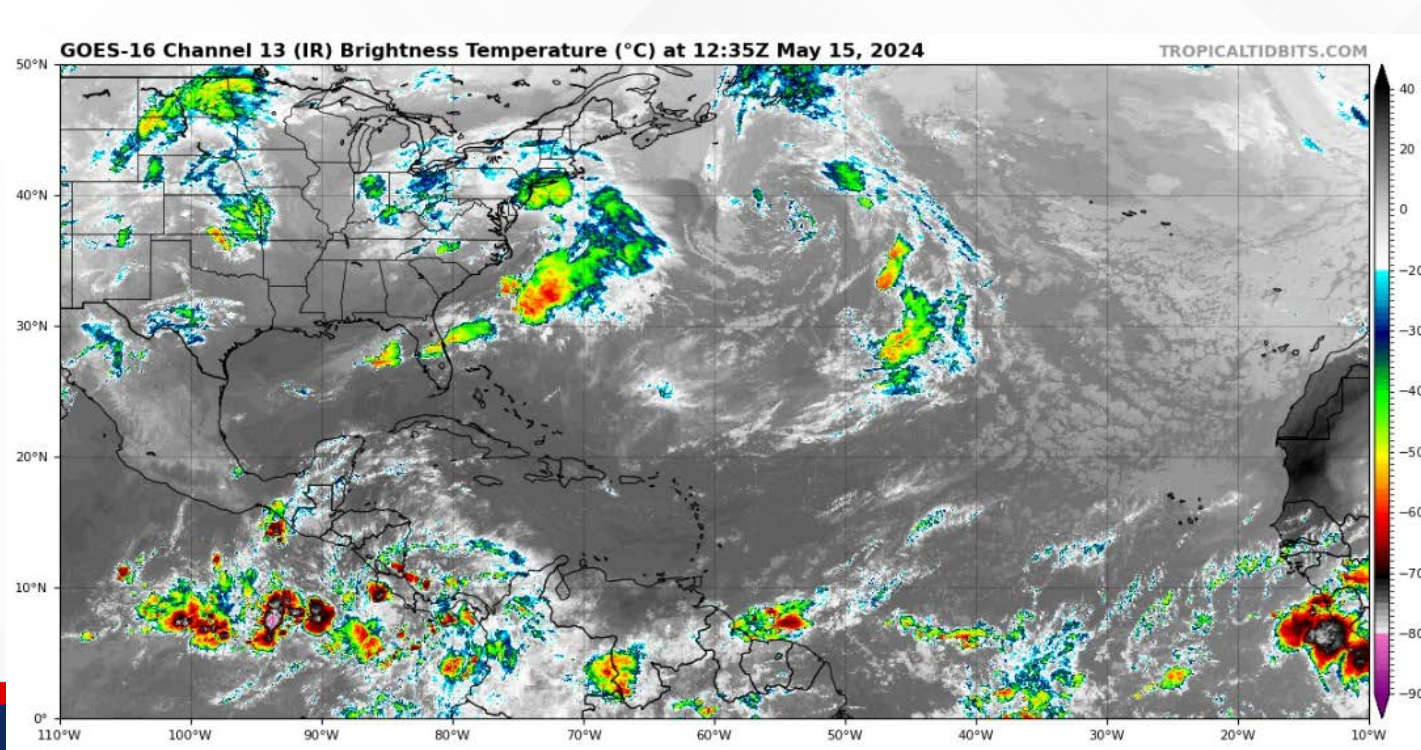 GOES-16 Channel 13 (IR) Brightness Temperature (°C) at 12:35Z May 15, 2024
TROPICALTIDBITS.COM
50°N
40°N
30°N
20°N
10°N
0°
110°W 100°W 90°W 80°W 70°W 60°W 50°W 40°W 30°W 20°W 10°W
40
20
0
−20
−30
−40
−50
−60
−70
−80
−90